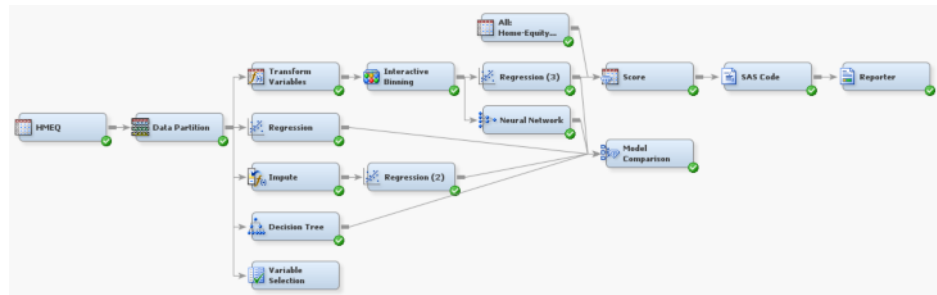 All:
Home-Equity...
Transform
Variables
Interactive
Binning
Regression (3)
Score
SAS Code
Reporter
HMEQ
Data Partition
Regression
Neural Network
Model
Comparison
Impute
Regression (2)
Decision Tree
Variable
Selection